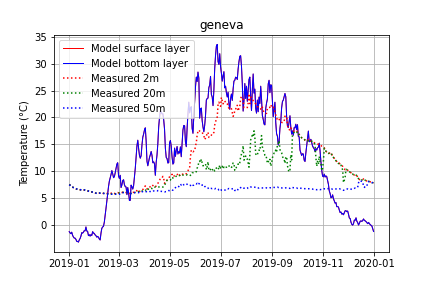 geneva
Temperature (°C)
35
30
25
20
15
10
5
0
Model surface layer
Model bottom layer
Measured 2m
Measured 20m
Measured 50m
2019-01 2019-03 2019-05 2019-07 2019-09 2019-11 2020-01